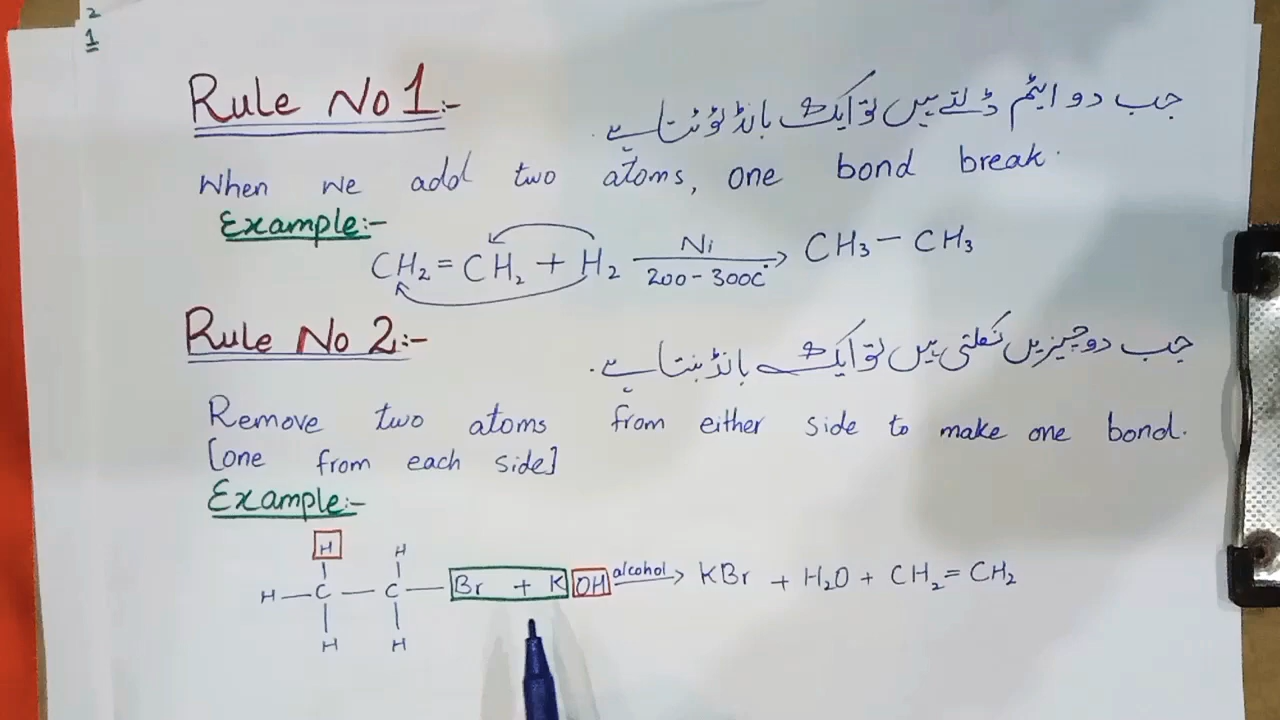 2
1
Rule No 1:-
جب دو ایٹم ڈلتے ہیں تو ایک بانڈ ٹوٹتا ہے.
When we add two atoms, one bond break.
Example:-
CH₂=CH₂ + H₂ Ni 200-300C° → CH₃ - CH₃
Rule No 2:-
جب دو چیزیں نکلتی ہیں تو ایک بانڈ بنتا ہے.
Remove two atoms from either side to make one bond.
[one from each side]
Example:-
H H
H-C-C-Br + KOH alcohol → KBr + H₂O + CH₂=CH₂
H H